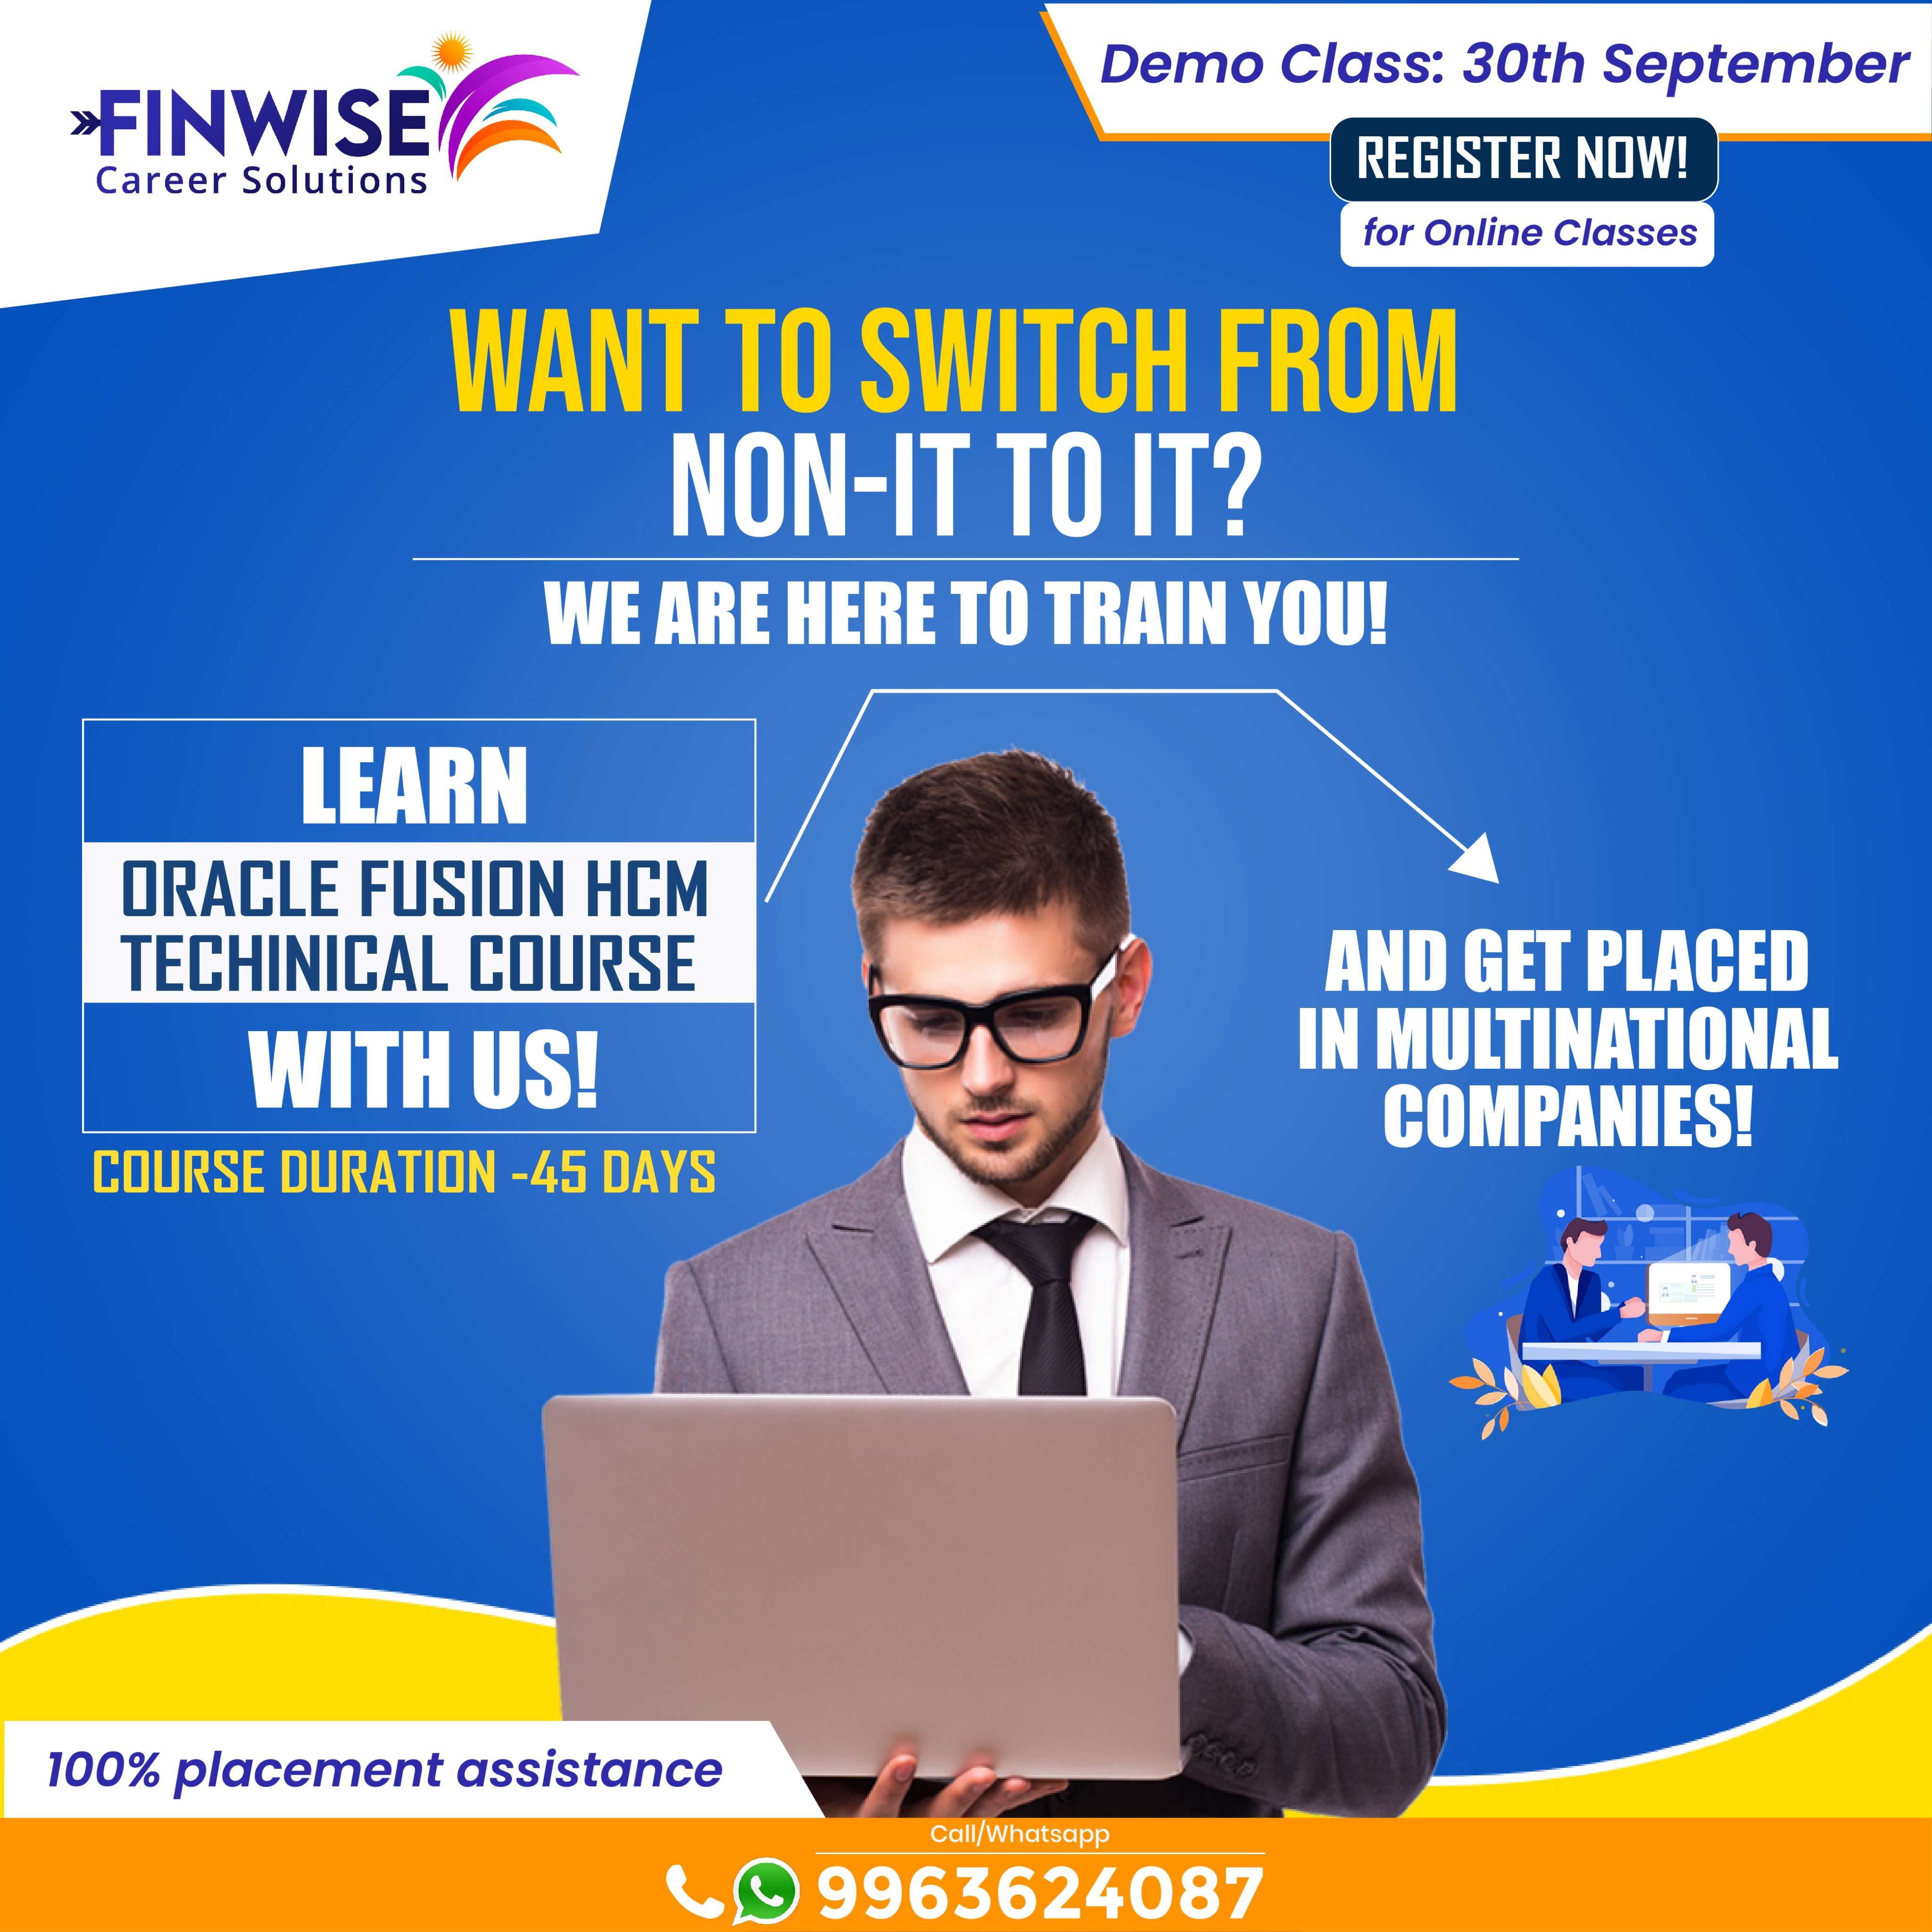 FINWISE
Career Solutions
Demo Class: 30th September
REGISTER NOW!
for Online Classes
WANT TO SWITCH FROM
NON-IT TO IT?
WE ARE HERE TO TRAIN YOU!
LEARN
ORACLE FUSION HCM
TECHINICAL COURSE
WITH US!
COURSE DURATION -45 DAYS
AND GET PLACED
IN MULTINATIONAL
COMPANIES!
100% placement assistance
Call/Whatsapp
9963624087